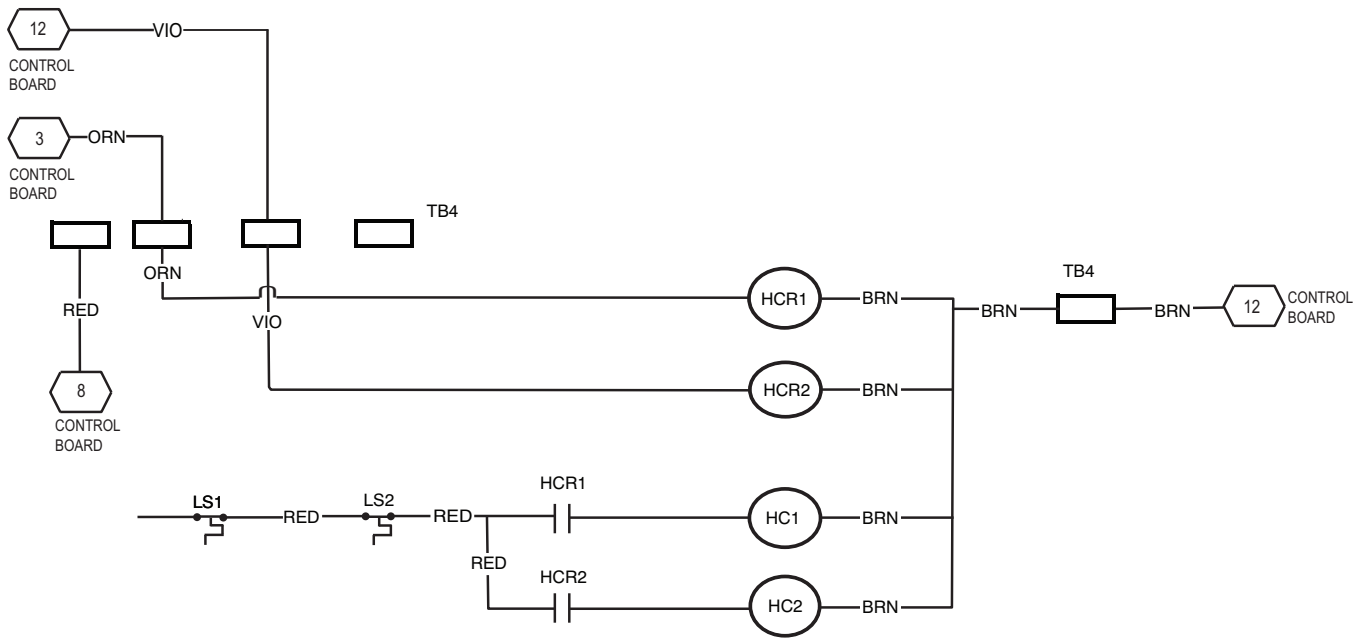 12
VIO
CONTROL
BOARD
3
ORN
CONTROL
BOARD
TB4
ORN
RED
VIO
HCR1
BRN
BRN
TB4
BRN
12
CONTROL
BOARD
8
CONTROL
BOARD
HCR2
BRN
LS1
RED
LS2
RED
HCR1
HC1
BRN
RED
HCR2
HC2
BRN